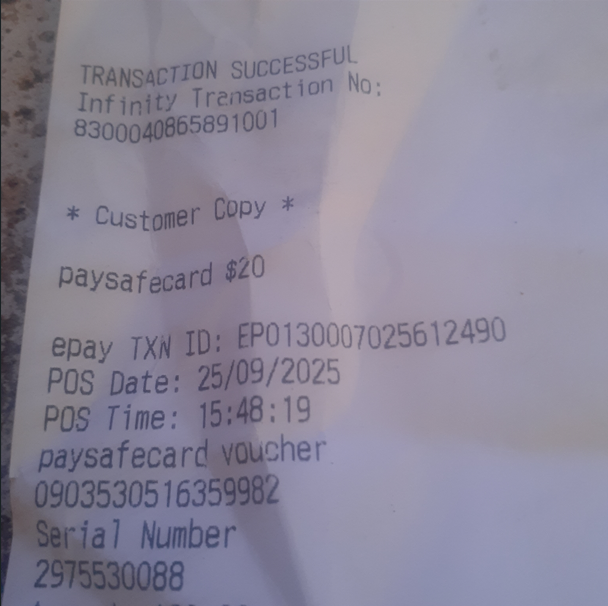 TRANSACTION SUCCESSFUL
Infinity Transaction No:
8300040865891001
* Customer Copy *
paysafecard $20
epay TXN ID: EP0130007025612490
POS Date: 25/09/2025
POS Time: 15:48:19
paysafecard voucher
0903530516359982
Serial Number
2975530088